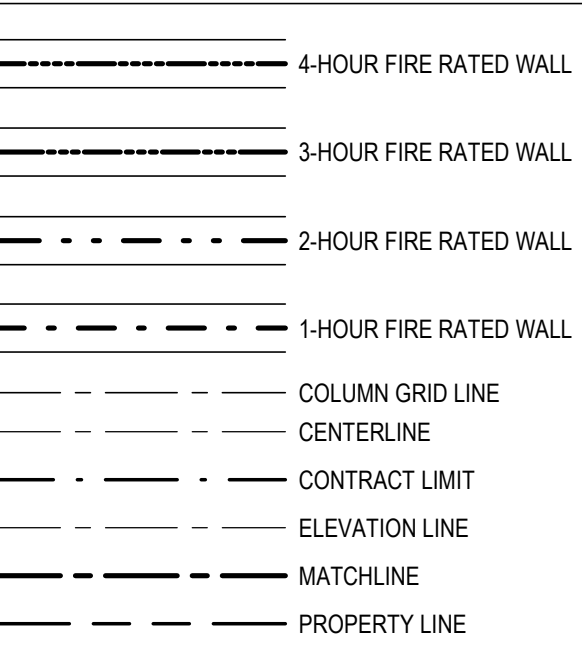 4-HOUR FIRE RATED WALL
3-HOUR FIRE RATED WALL
2-HOUR FIRE RATED WALL
1-HOUR FIRE RATED WALL
COLUMN GRID LINE
CENTERLINE
CONTRACT LIMIT
ELEVATION LINE
MATCHLINE
PROPERTY LINE